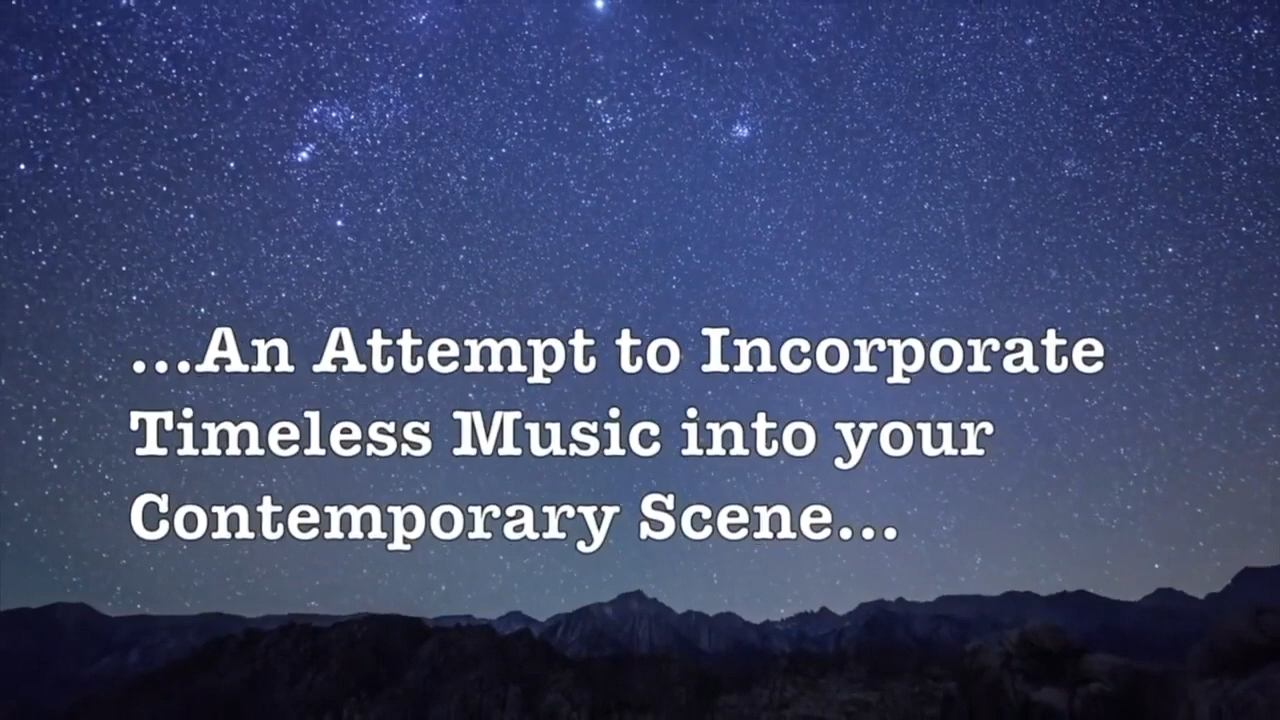 ...An Attempt to Incorporate
Timeless Music into your
Contemporary Scene...